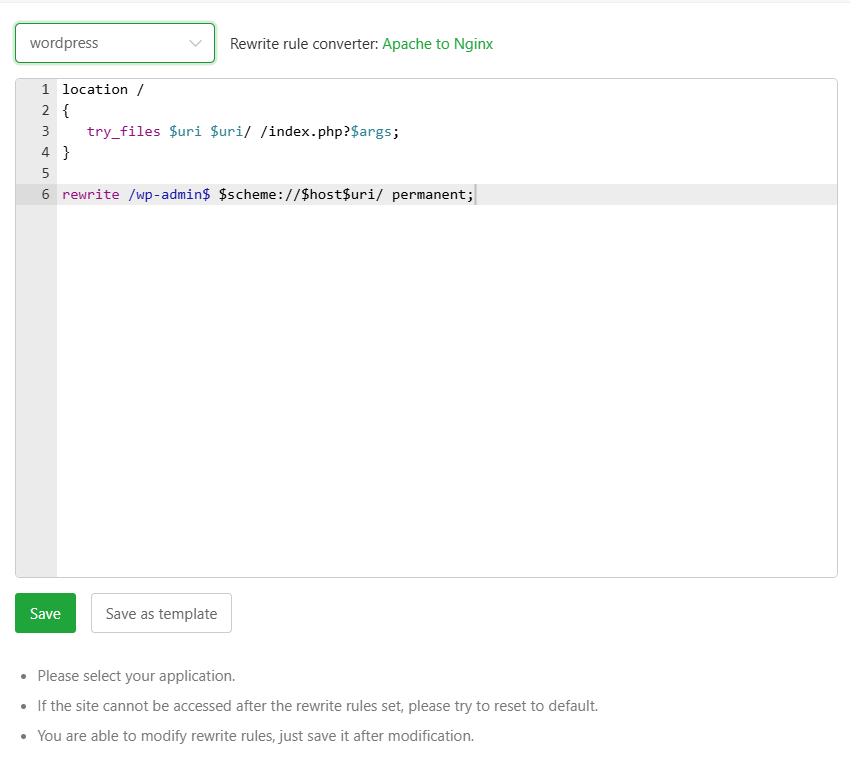 wordpress
Rewrite rule converter: Apache to Nginx
1 location /
2 {
3    try_files $uri $uri/ /index.php?$args;
4 }
5
6 rewrite /wp-admin$ $scheme://$host$uri/ permanent;
Save
Save as template
• Please select your application.
• If the site cannot be accessed after the rewrite rules set, please try to reset to default.
• You are able to modify rewrite rules, just save it after modification.